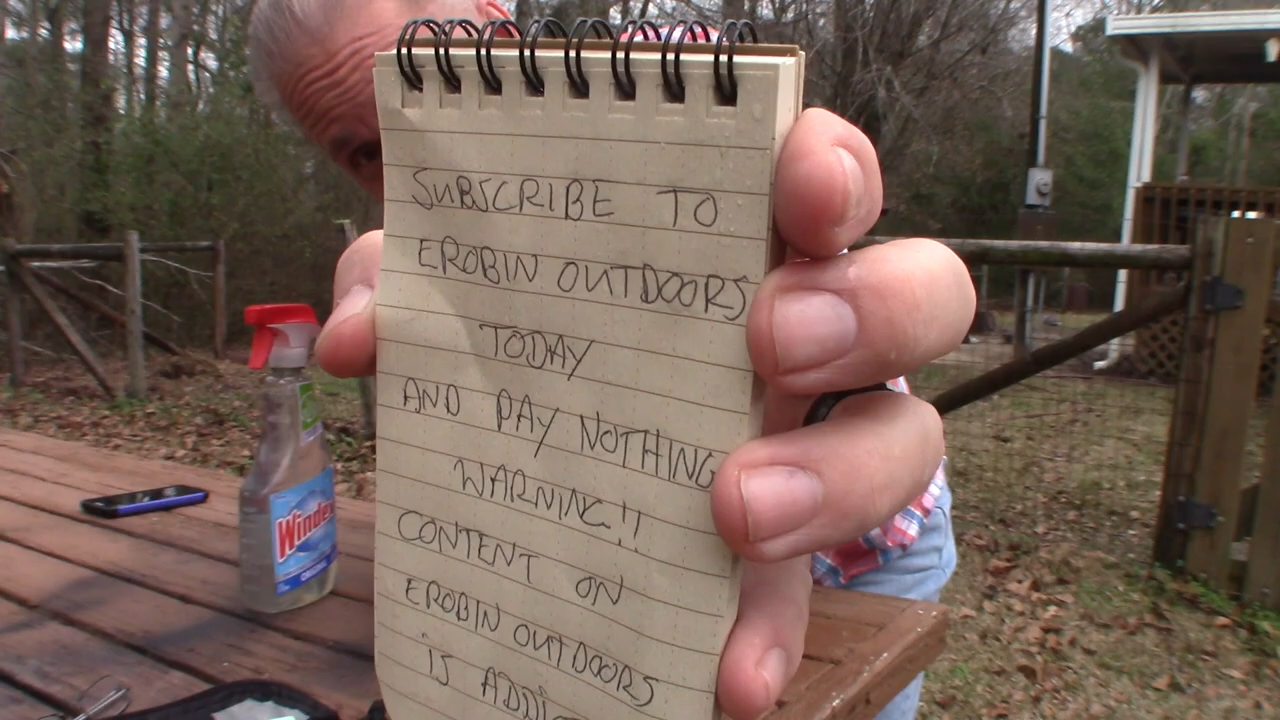 SUBSCRIBE TO
EROBIN OUTDOORS
TODAY
AND PAY NOTHING
WARNING!!
CONTENT ON
EROBIN OUTDOORS
IS
Windex